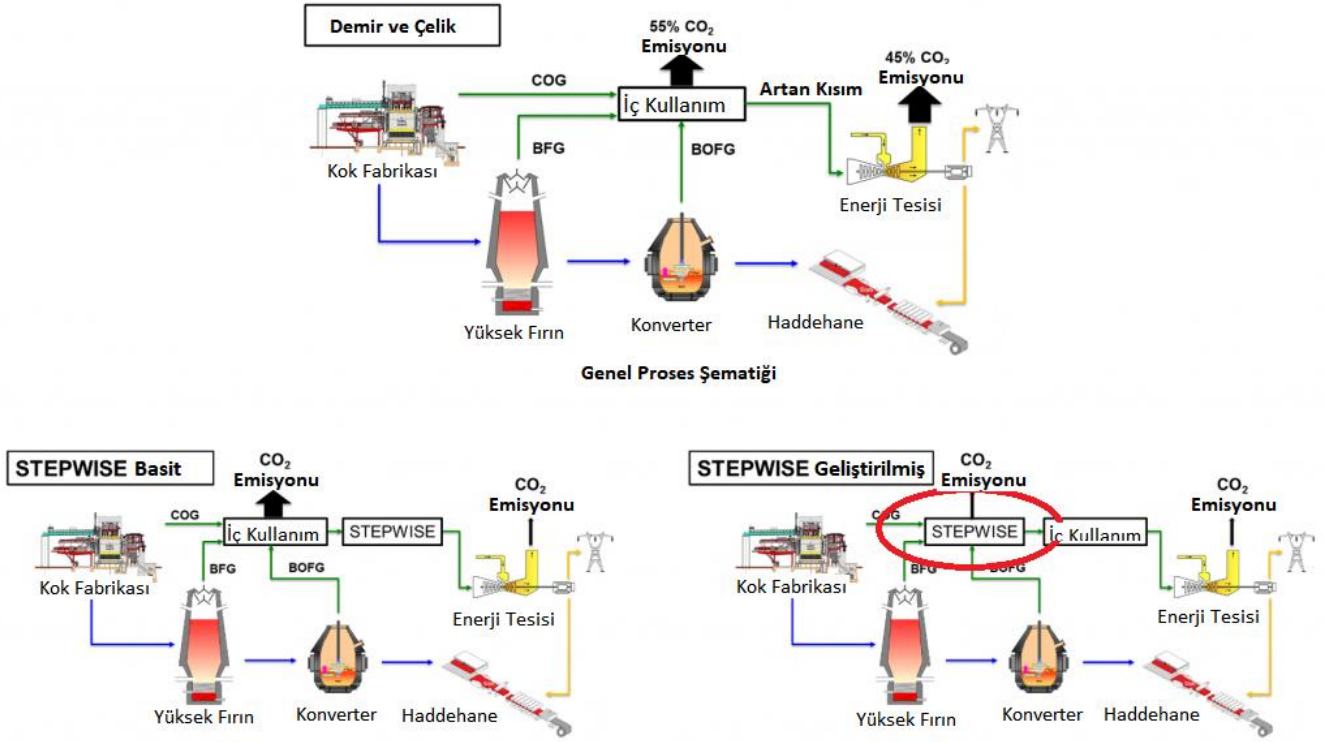 Demir ve Çelik
55% CO₂
Emisyonu
45% CO₂
Emisyonu
COG
İç Kullanım
Artan Kısım
BFG
BOFG
Kok Fabrikası
Enerji Tesisi
Yüksek Fırın
Konverter
Haddehane
Genel Proses Şematiği
STEPWISE Basit
CO₂
Emisyonu
CO₂
Emisyonu
COG
İç Kullanım
STEPWISE
BFG
BOFG
Kok Fabrikası
Enerji Tesisi
Yüksek Fırın
Konverter
Haddehane
STEPWISE Geliştirilmiş
CO₂
Emisyonu
CO₂
Emisyonu
COG
STEPWISE
İç Kullanım
BFG
BOFG
Kok Fabrikası
Enerji Tesisi
Yüksek Fırın
Konverter
Haddehane